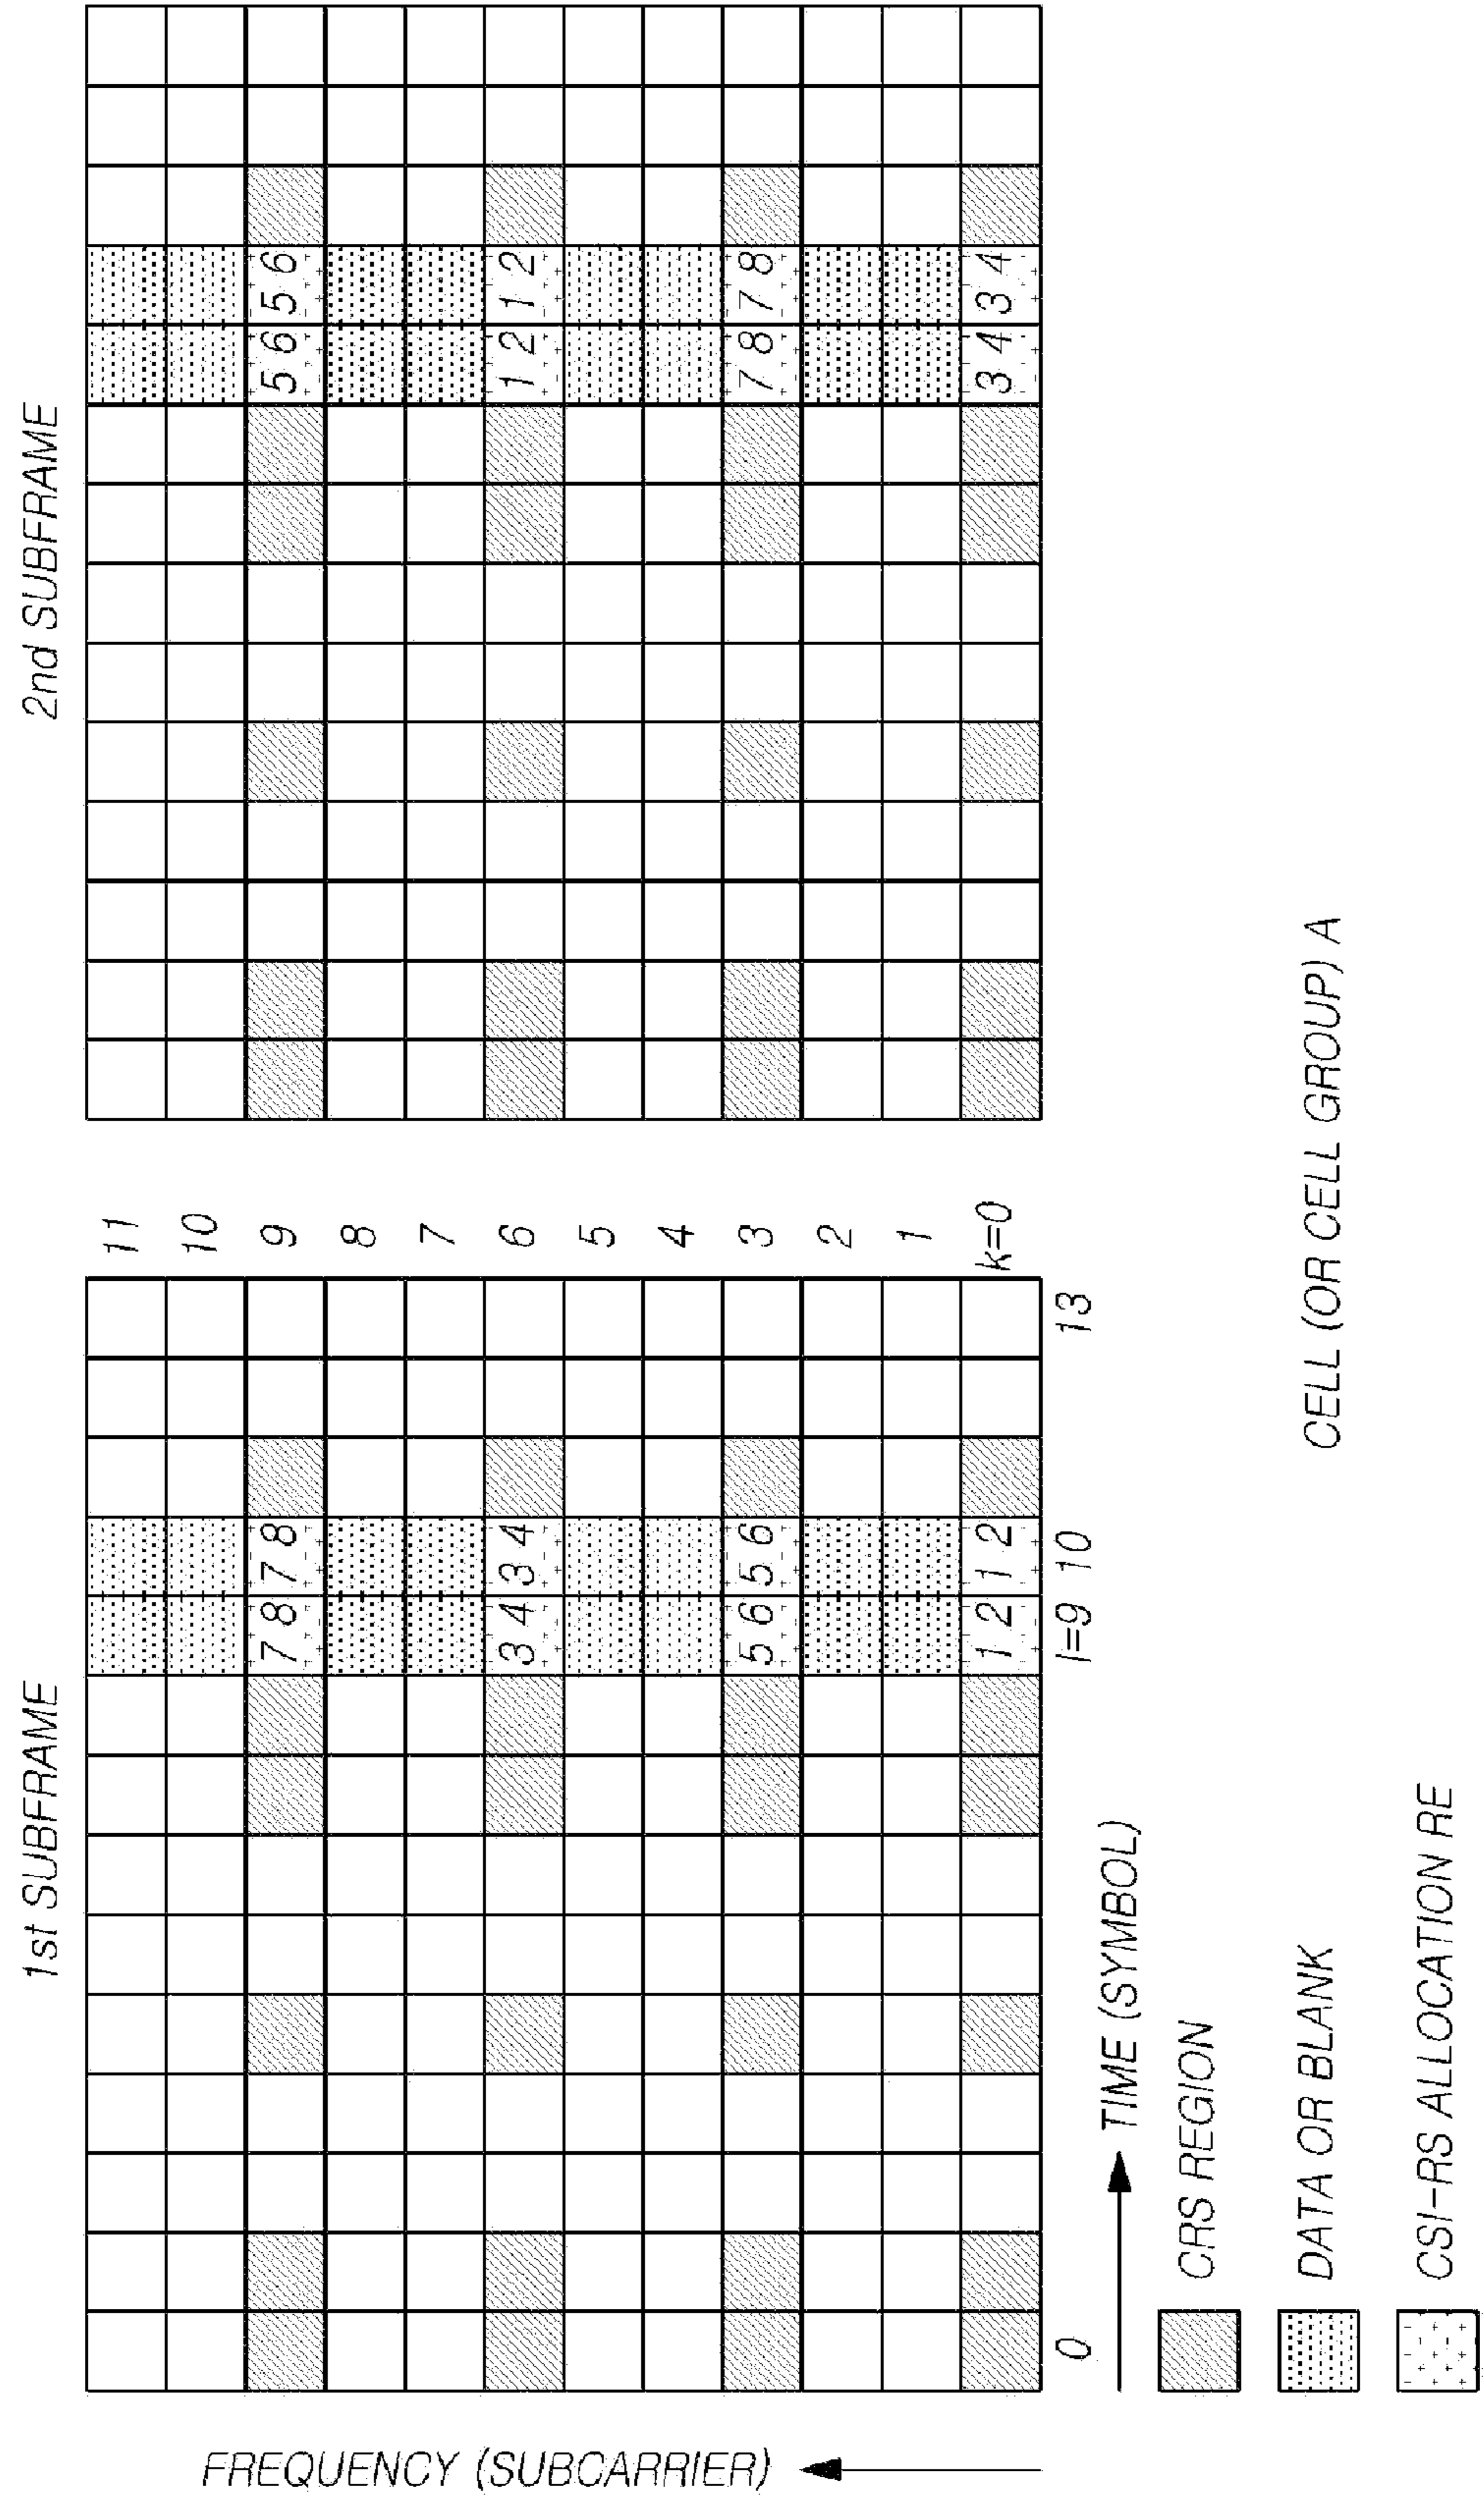 1st SUBFRAME
2nd SUBFRAME
11
10
7 8 7 8 9 5 6 5 6
8
7
3 4 3 4 6 1 2 1 2
5
4
5 6 5 6 3 7 8 7 8
2
1
1 2 1 2 k=0 3 4 3 4
0 l=9 10 13
FREQUENCY (SUBCARRIER)
TIME (SYMBOL)
CRS REGION
DATA OR BLANK
CSI-RS ALLOCATION RE
CELL (OR CELL GROUP) A